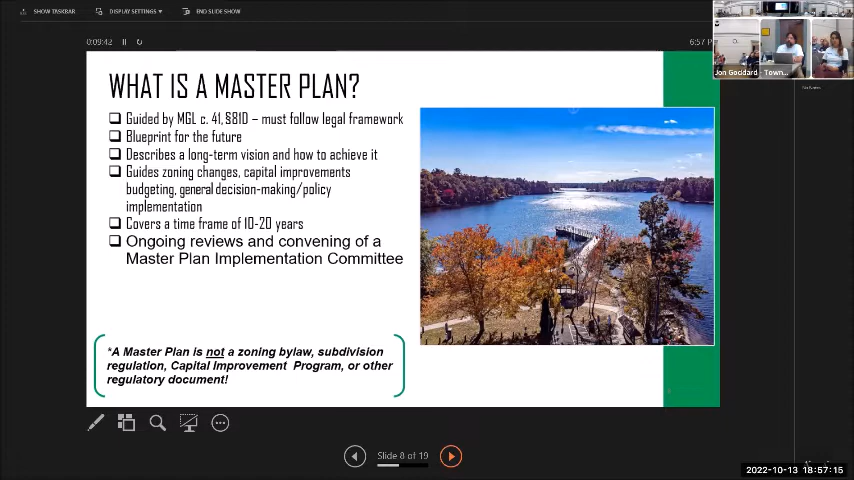 SHOW TASKBAR
DISPLAY SETTINGS ▾
END SLIDE SHOW
0:09:42
6:57 P
WHAT IS A MASTER PLAN?
Guided by MGL c. 41, §81D – must follow legal framework
Blueprint for the future
Describes a long-term vision and how to achieve it
Guides zoning changes, capital improvements
budgeting, general decision-making/policy
implementation
Covers a time frame of 10-20 years
Ongoing reviews and convening of a
Master Plan Implementation Committee
*A Master Plan is not a zoning bylaw, subdivision
regulation, Capital Improvement Program, or other
regulatory document!
Slide 8 of 19
Jon Goddard - Town...
2022-10-13 18:57:15